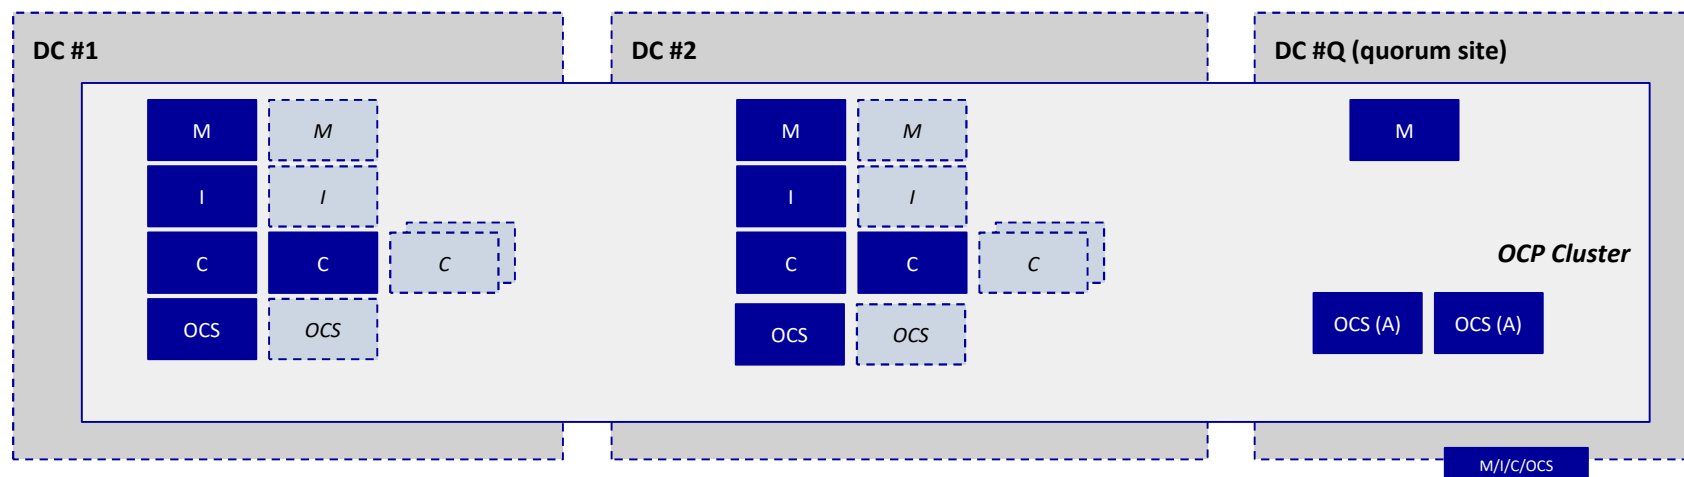 DC #1
DC #2
DC #Q (quorum site)
M M M M M
I I I I
C C C C C C
OCP Cluster
OCS OCS OCS OCS OCS (A) OCS (A)
M/I/C/OCS